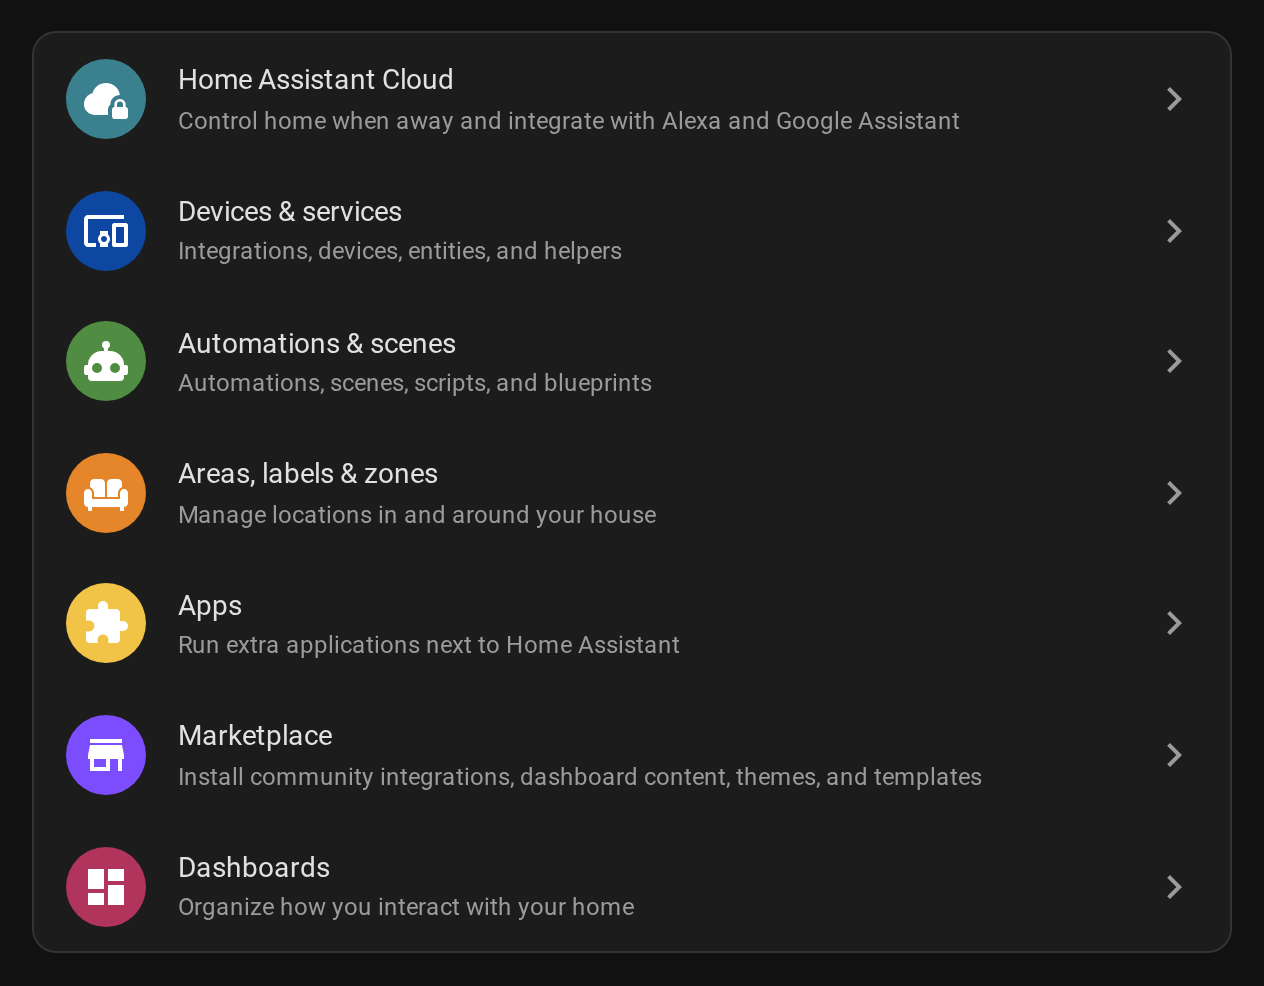 Home Assistant Cloud
Control home when away and integrate with Alexa and Google Assistant
Devices & services
Integrations, devices, entities, and helpers
Automations & scenes
Automations, scenes, scripts, and blueprints
Areas, labels & zones
Manage locations in and around your house
Apps
Run extra applications next to Home Assistant
Marketplace
Install community integrations, dashboard content, themes, and templates
Dashboards
Organize how you interact with your home